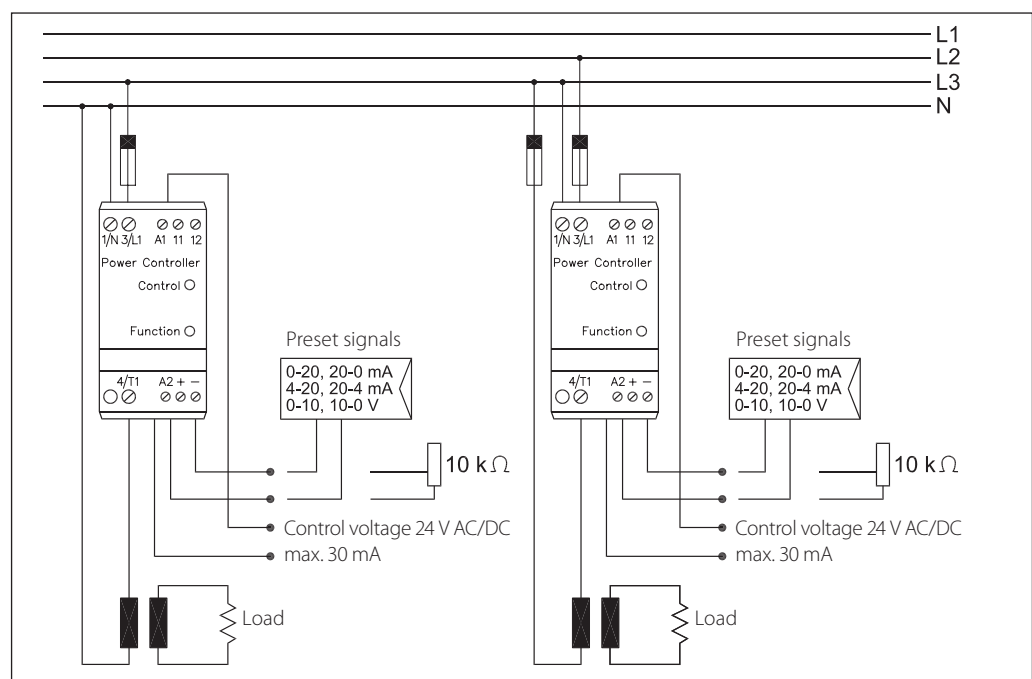 L1
L2
L3
N
1/N 3/L1 A1 11 12
Power Controller
Control
Function
4/T1 A2 + −
Preset signals
0-20, 20-0 mA
4-20, 20-4 mA
0-10, 10-0 V
10 kΩ
Control voltage 24 V AC/DC
max. 30 mA
Load
1/N 3/L1 A1 11 12
Power Controller
Control
Function
4/T1 A2 + −
Preset signals
0-20, 20-0 mA
4-20, 20-4 mA
0-10, 10-0 V
10 kΩ
Control voltage 24 V AC/DC
max. 30 mA
Load